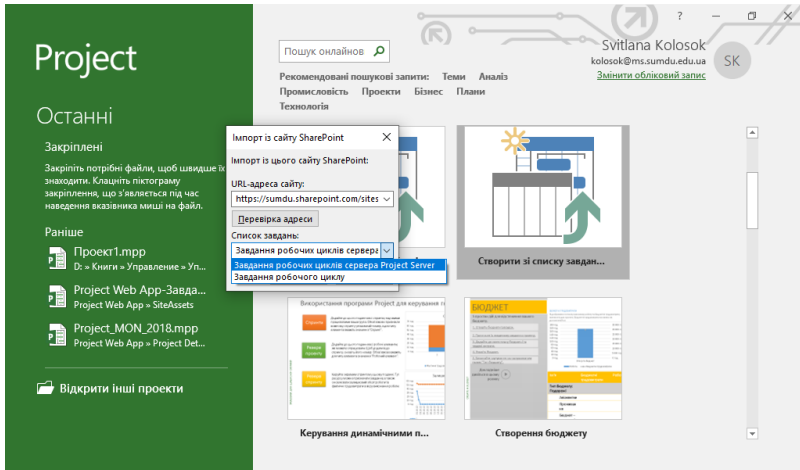 Project
Останні
Закріплені
Закріпіть потрібні файли, щоб швидше їх
знаходити. Клацніть піктограму
закріплення, що з'являється під час
наведення вказівника миші на файл.
Раніше
Проект1.mpp
D: » Книги » Управление » Уп...
Project Web App-Завда...
Project Web App » SiteAssets
Project_MON_2018.mpp
Project Web App » Project Det...
Відкрити інші проекти
?
Svitlana Kolosok
kolosok@ms.sumdu.edu.ua
Змінити обліковий запис
SK
Пошук онлайнов
Рекомендовані пошукові запити: Теми Аналіз
Промисловість Проекти Бізнес Плани
Технологія
Імпорт із сайту SharePoint
Імпорт із цього сайту SharePoint:
URL-адреса сайту:
https://sumdu.sharepoint.com/sites
Перевірка адреси
Список завдань:
Завдання робочих циклів сервера
Завдання робочих циклів сервера Project Server
Завдання робочого циклу
Створити зі списку завдан...
Використання програми Project для керування
БЮДЖЕТ
Керування динамічними п...
Створення бюджету